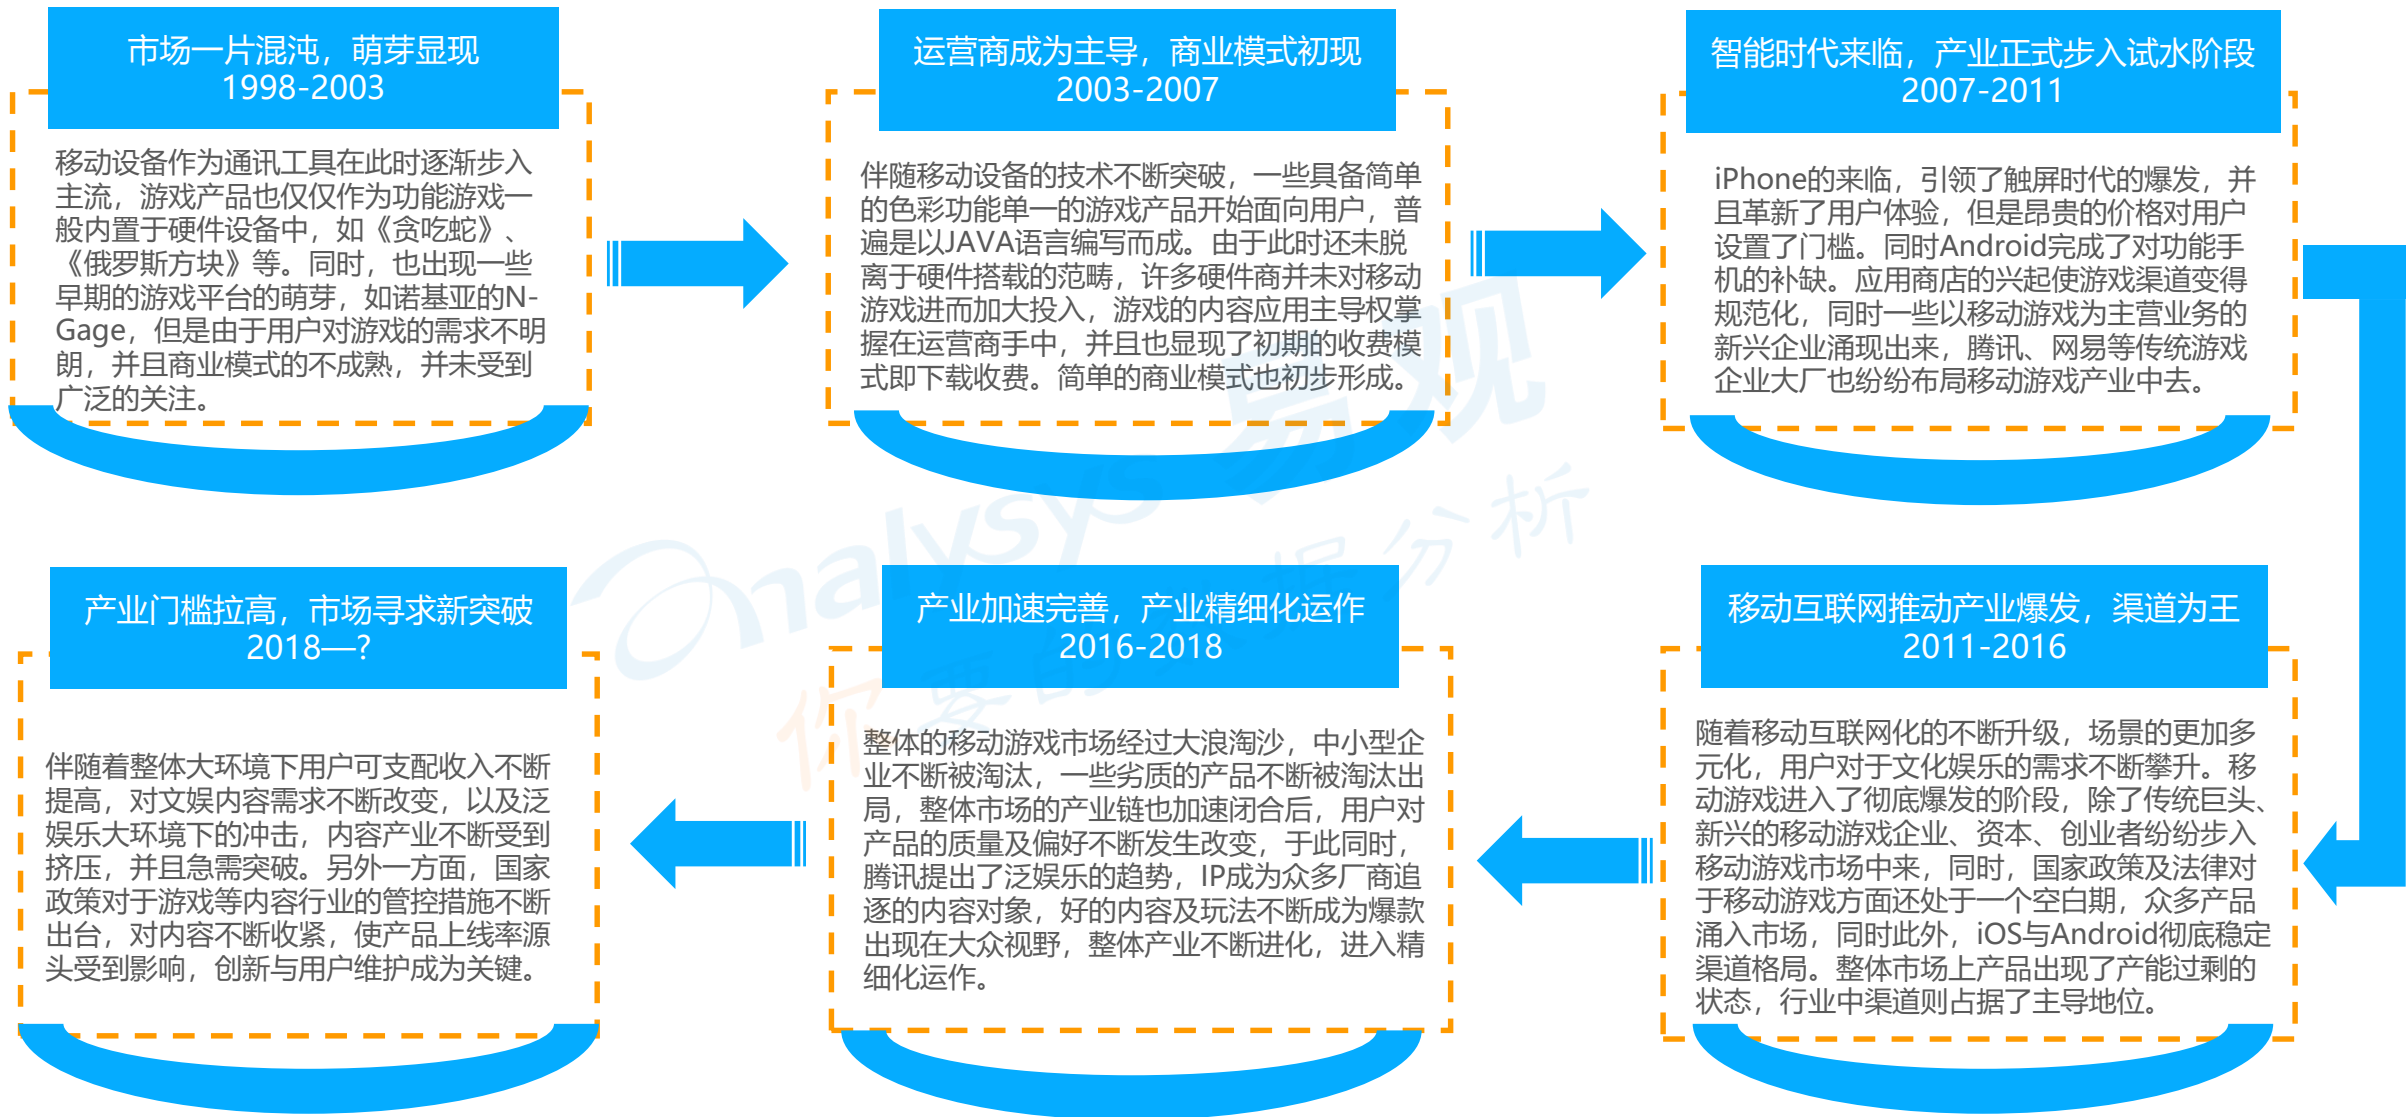 市场一片混沌，萌芽显现
1998-2003
移动设备作为通讯工具在此时逐渐步入
主流，游戏产品也仅仅作为功能游戏一
般内置于硬件设备中，如《贪吃蛇》、
《俄罗斯方块》等。同时，也出现一些
早期的游戏平台的萌芽，如诺基亚的N-
Gage，但是由于用户对游戏的需求不明
朗，并且商业模式的不成熟，并未受到
广泛的关注。
运营商成为主导，商业模式初现
2003-2007
伴随移动设备的技术不断突破，一些具备简单
的色彩功能单一的游戏产品开始面向用户，普
遍是以JAVA语言编写而成。由于此时还未脱
离于硬件搭载的范畴，许多硬件商并未对移动
游戏进而加大投入，游戏的内容应用主导权掌
握在运营商手中，并且也显现了初期的收费模
式即下载收费。简单的商业模式也初步形成。
智能时代来临，产业正式步入试水阶段
2007-2011
iPhone的来临，引领了触屏时代的爆发，并
且革新了用户体验，但是昂贵的价格对用户
设置了门槛。同时Android完成了对功能手
机的补缺。应用商店的兴起使游戏渠道变得
规范化，同时一些以移动游戏为主营业务的
新兴企业涌现出来，腾讯、网易等传统游戏
企业大厂也纷纷布局移动游戏产业中去。
移动互联网推动产业爆发，渠道为王
2011-2016
随着移动互联网化的不断升级，场景的更加多
元化，用户对于文化娱乐的需求不断攀升。移
动游戏进入了彻底爆发的阶段，除了传统巨头、
新兴的移动游戏企业、资本、创业者纷纷步入
移动游戏市场中来，同时，国家政策及法律对
于移动游戏方面还处于一个空白期，众多产品
涌入市场，同时此外，iOS与Android彻底稳定
渠道格局。整体市场上产品出现了产能过剩的
状态，行业中渠道则占据了主导地位。
产业加速完善，产业精细化运作
2016-2018
整体的移动游戏市场经过大浪淘沙，中小型企
业不断被淘汰，一些劣质的产品不断被淘汰出
局，整体市场的产业链也加速闭合后，用户对
产品的质量及偏好不断发生改变，于此同时，
腾讯提出了泛娱乐的趋势，IP成为众多厂商追
逐的内容对象，好的内容及玩法不断成为爆款
出现在大众视野，整体产业不断进化，进入精
细化运作。
产业门槛拉高，市场寻求新突破
2018—?
伴随着整体大环境下用户可支配收入不断
提高，对文娱内容需求不断改变，以及泛
娱乐大环境下的冲击，内容产业不断受到
挤压，并且急需突破。另外一方面，国家
政策对于游戏等内容行业的管控措施不断
出台，对内容不断收紧，使产品上线率源
头受到影响，创新与用户维护成为关键。
analysys 易观
你要的数据分析